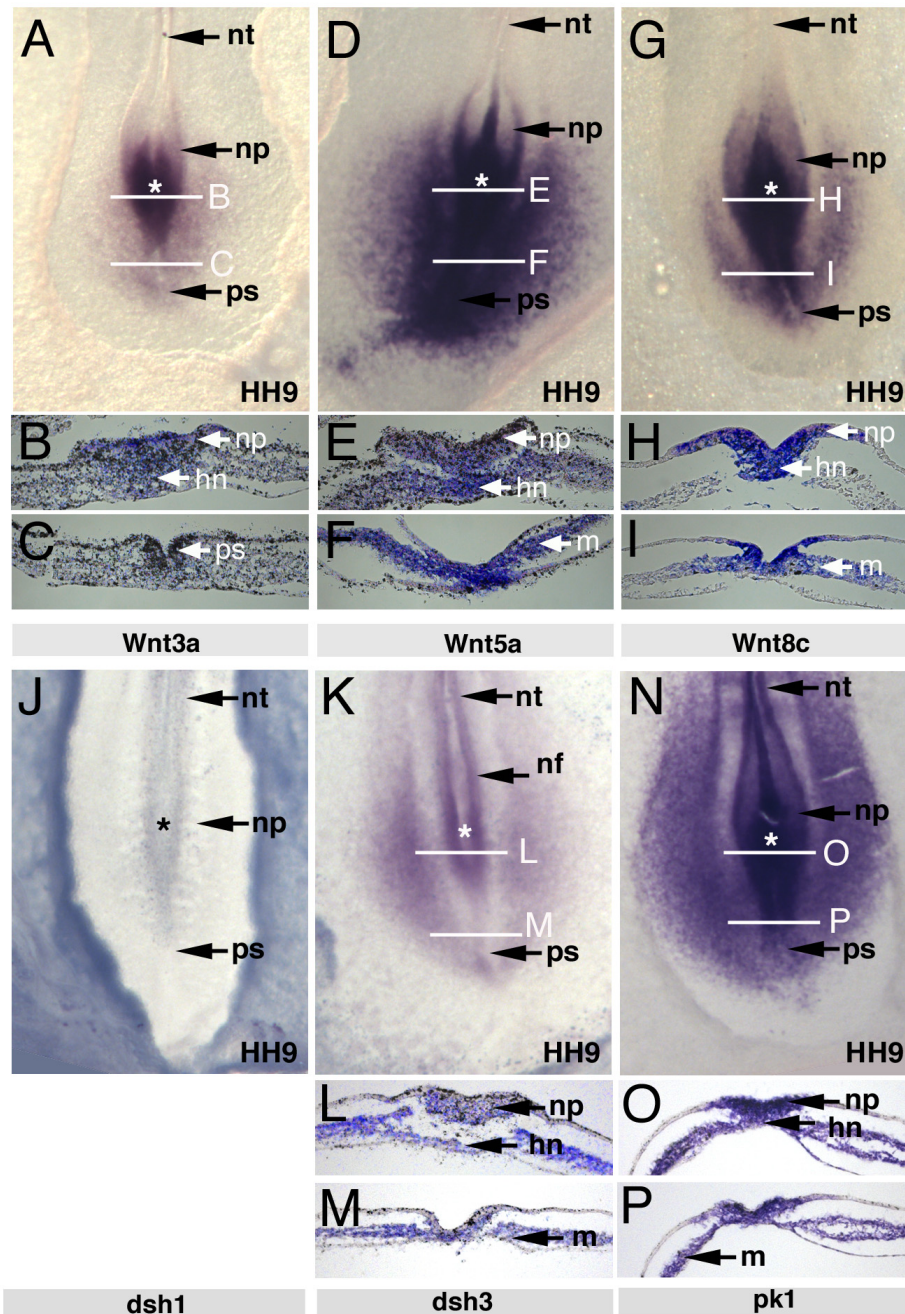 A
nt
np
*
B
C
ps
HH9
D
nt
np
*
E
F
ps
HH9
G
nt
np
*
H
I
ps
HH9
B
np
hn
E
np
hn
H
np
hn
C
ps
F
m
I
m
Wnt3a
Wnt5a
Wnt8c
J
nt
*
np
ps
HH9
K
nt
nf
*
L
M
ps
HH9
N
nt
np
*
O
P
ps
HH9
L
np
hn
O
np
hn
M
m
P
m
dsh1
dsh3
pk1